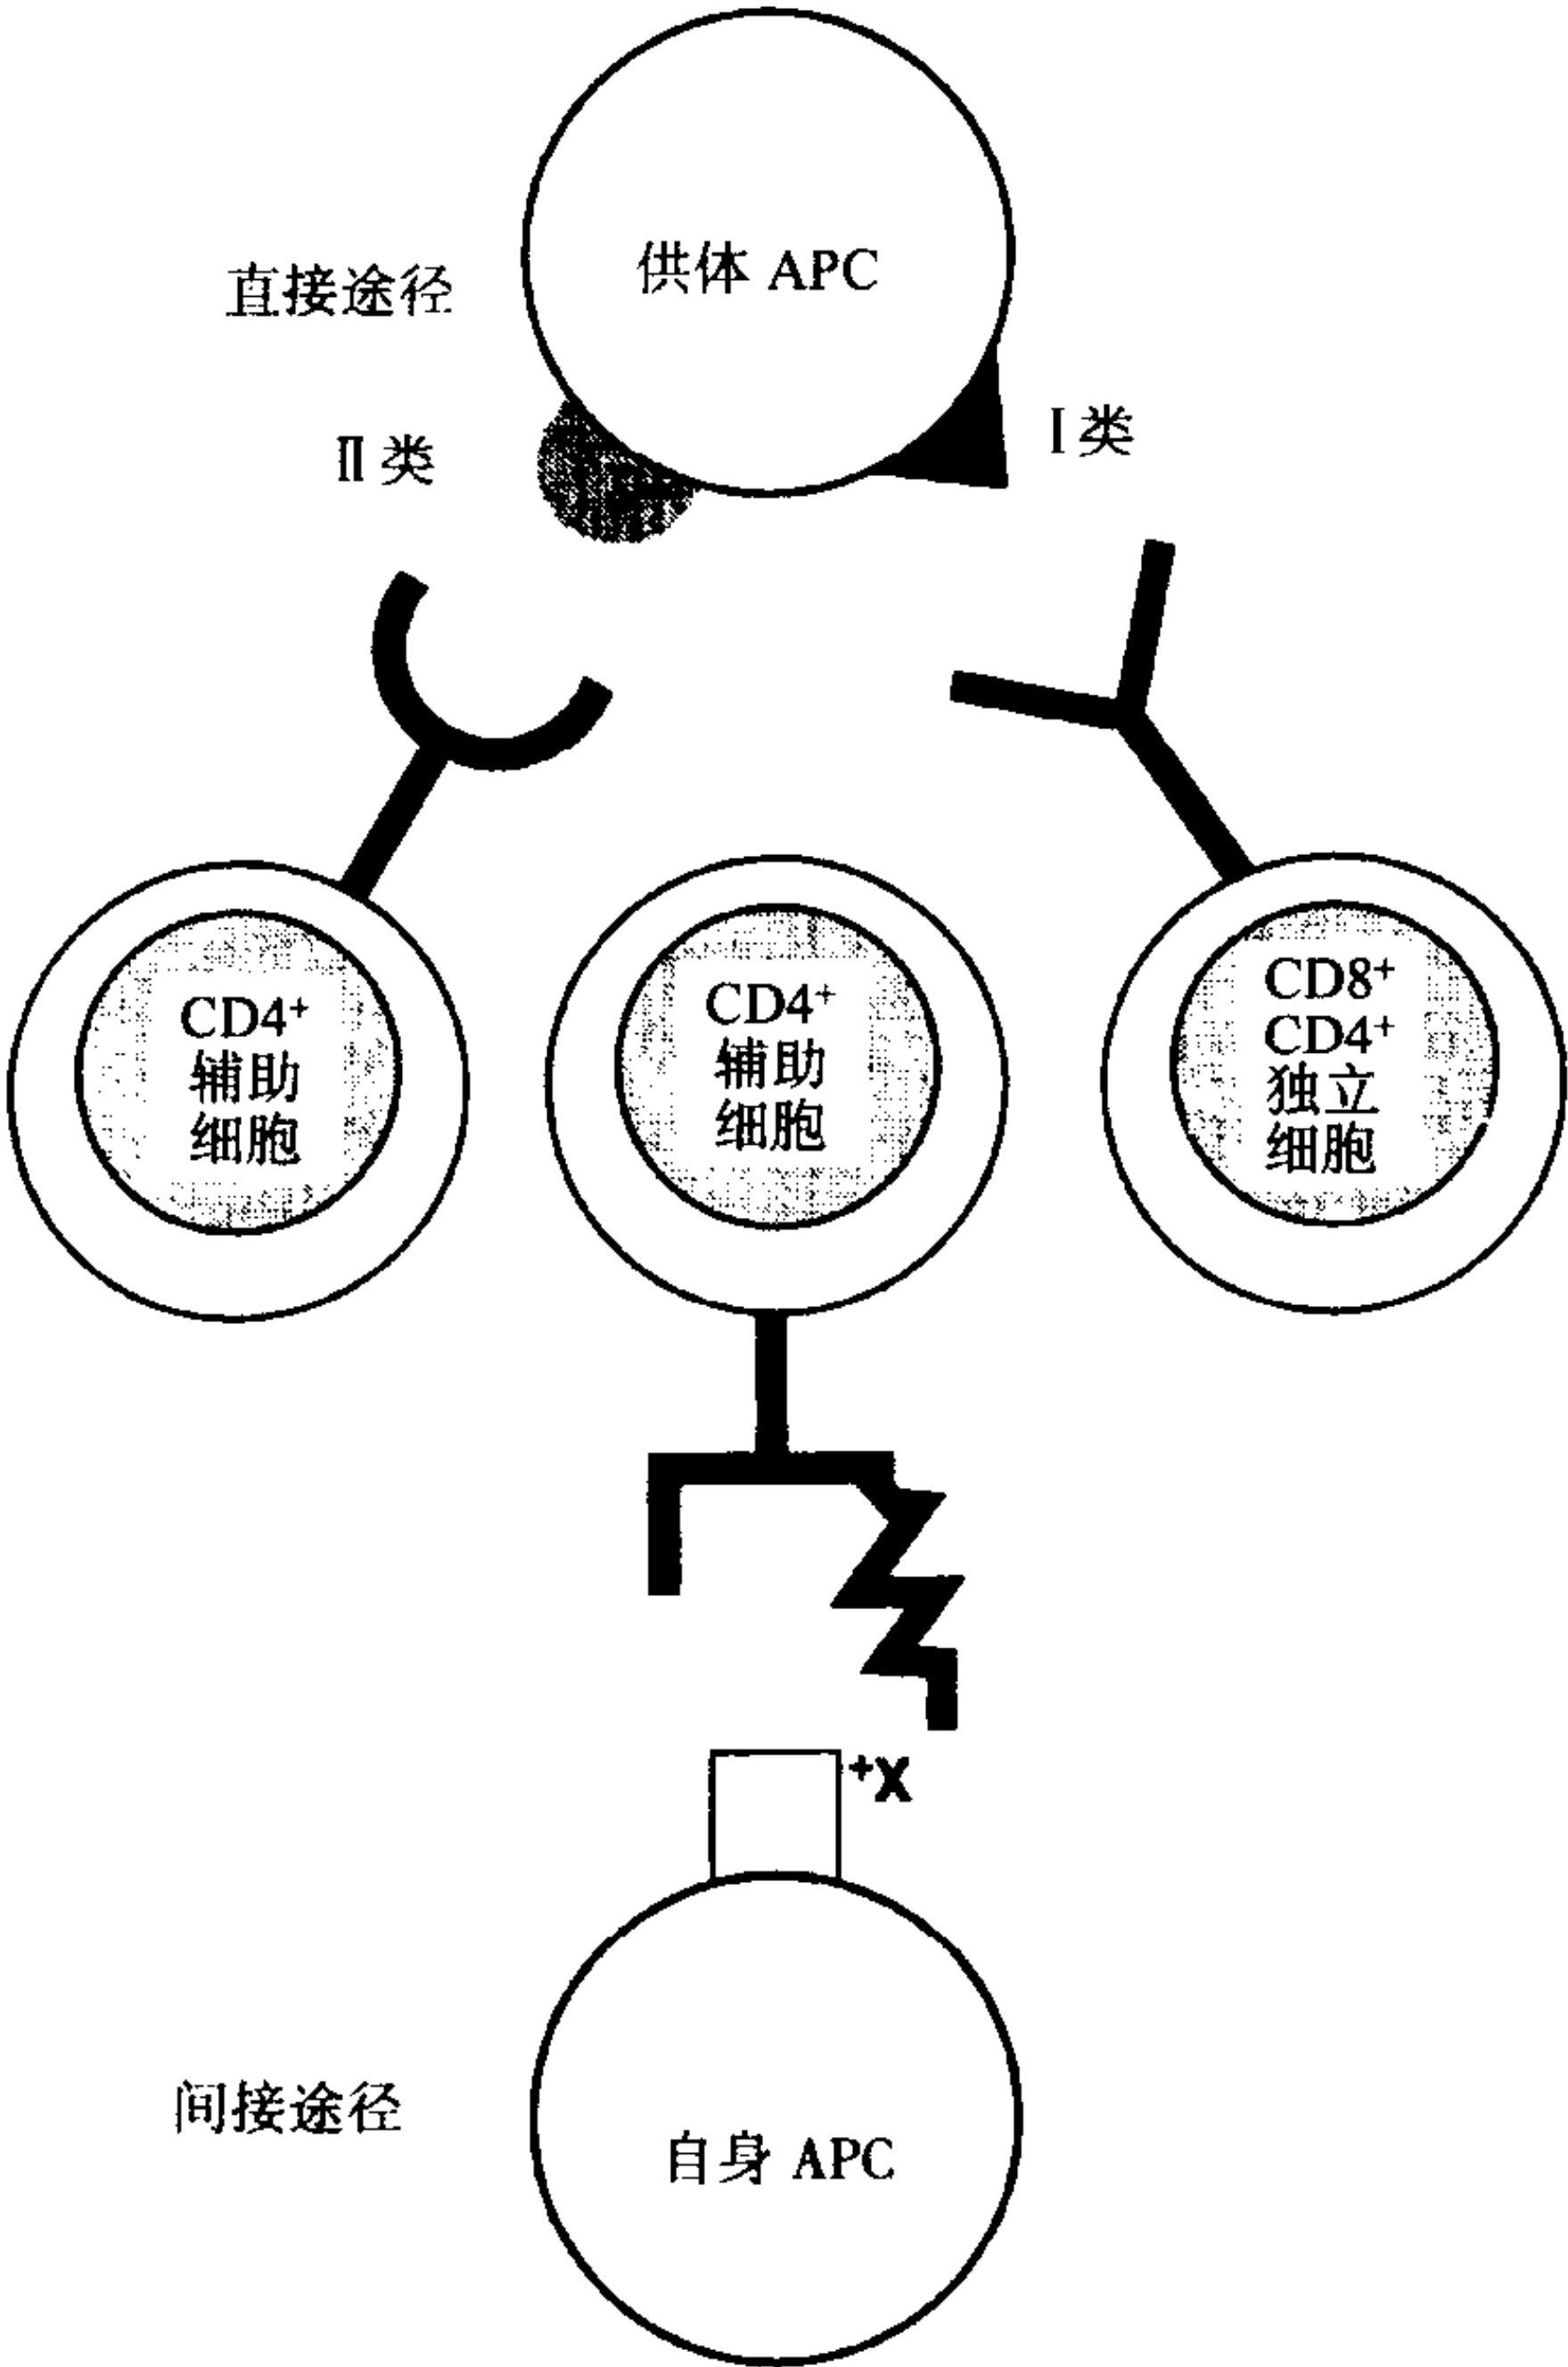 供体 APC
直接途径
Ⅱ类
Ⅰ类
CD4⁺
辅助
细胞
CD4⁺
辅助
细胞
CD8⁺
CD4⁺
独立
细胞
+X
间接途径
自身 APC